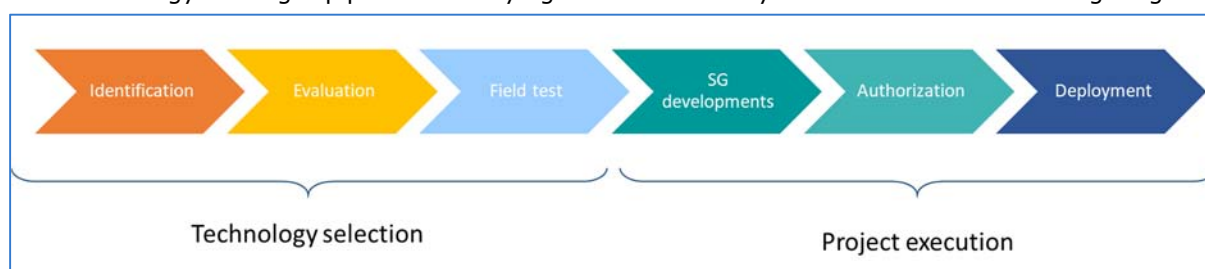 Identification
Evaluation
Field test
SG
developments
Authorization
Deployment
Technology selection
Project execution